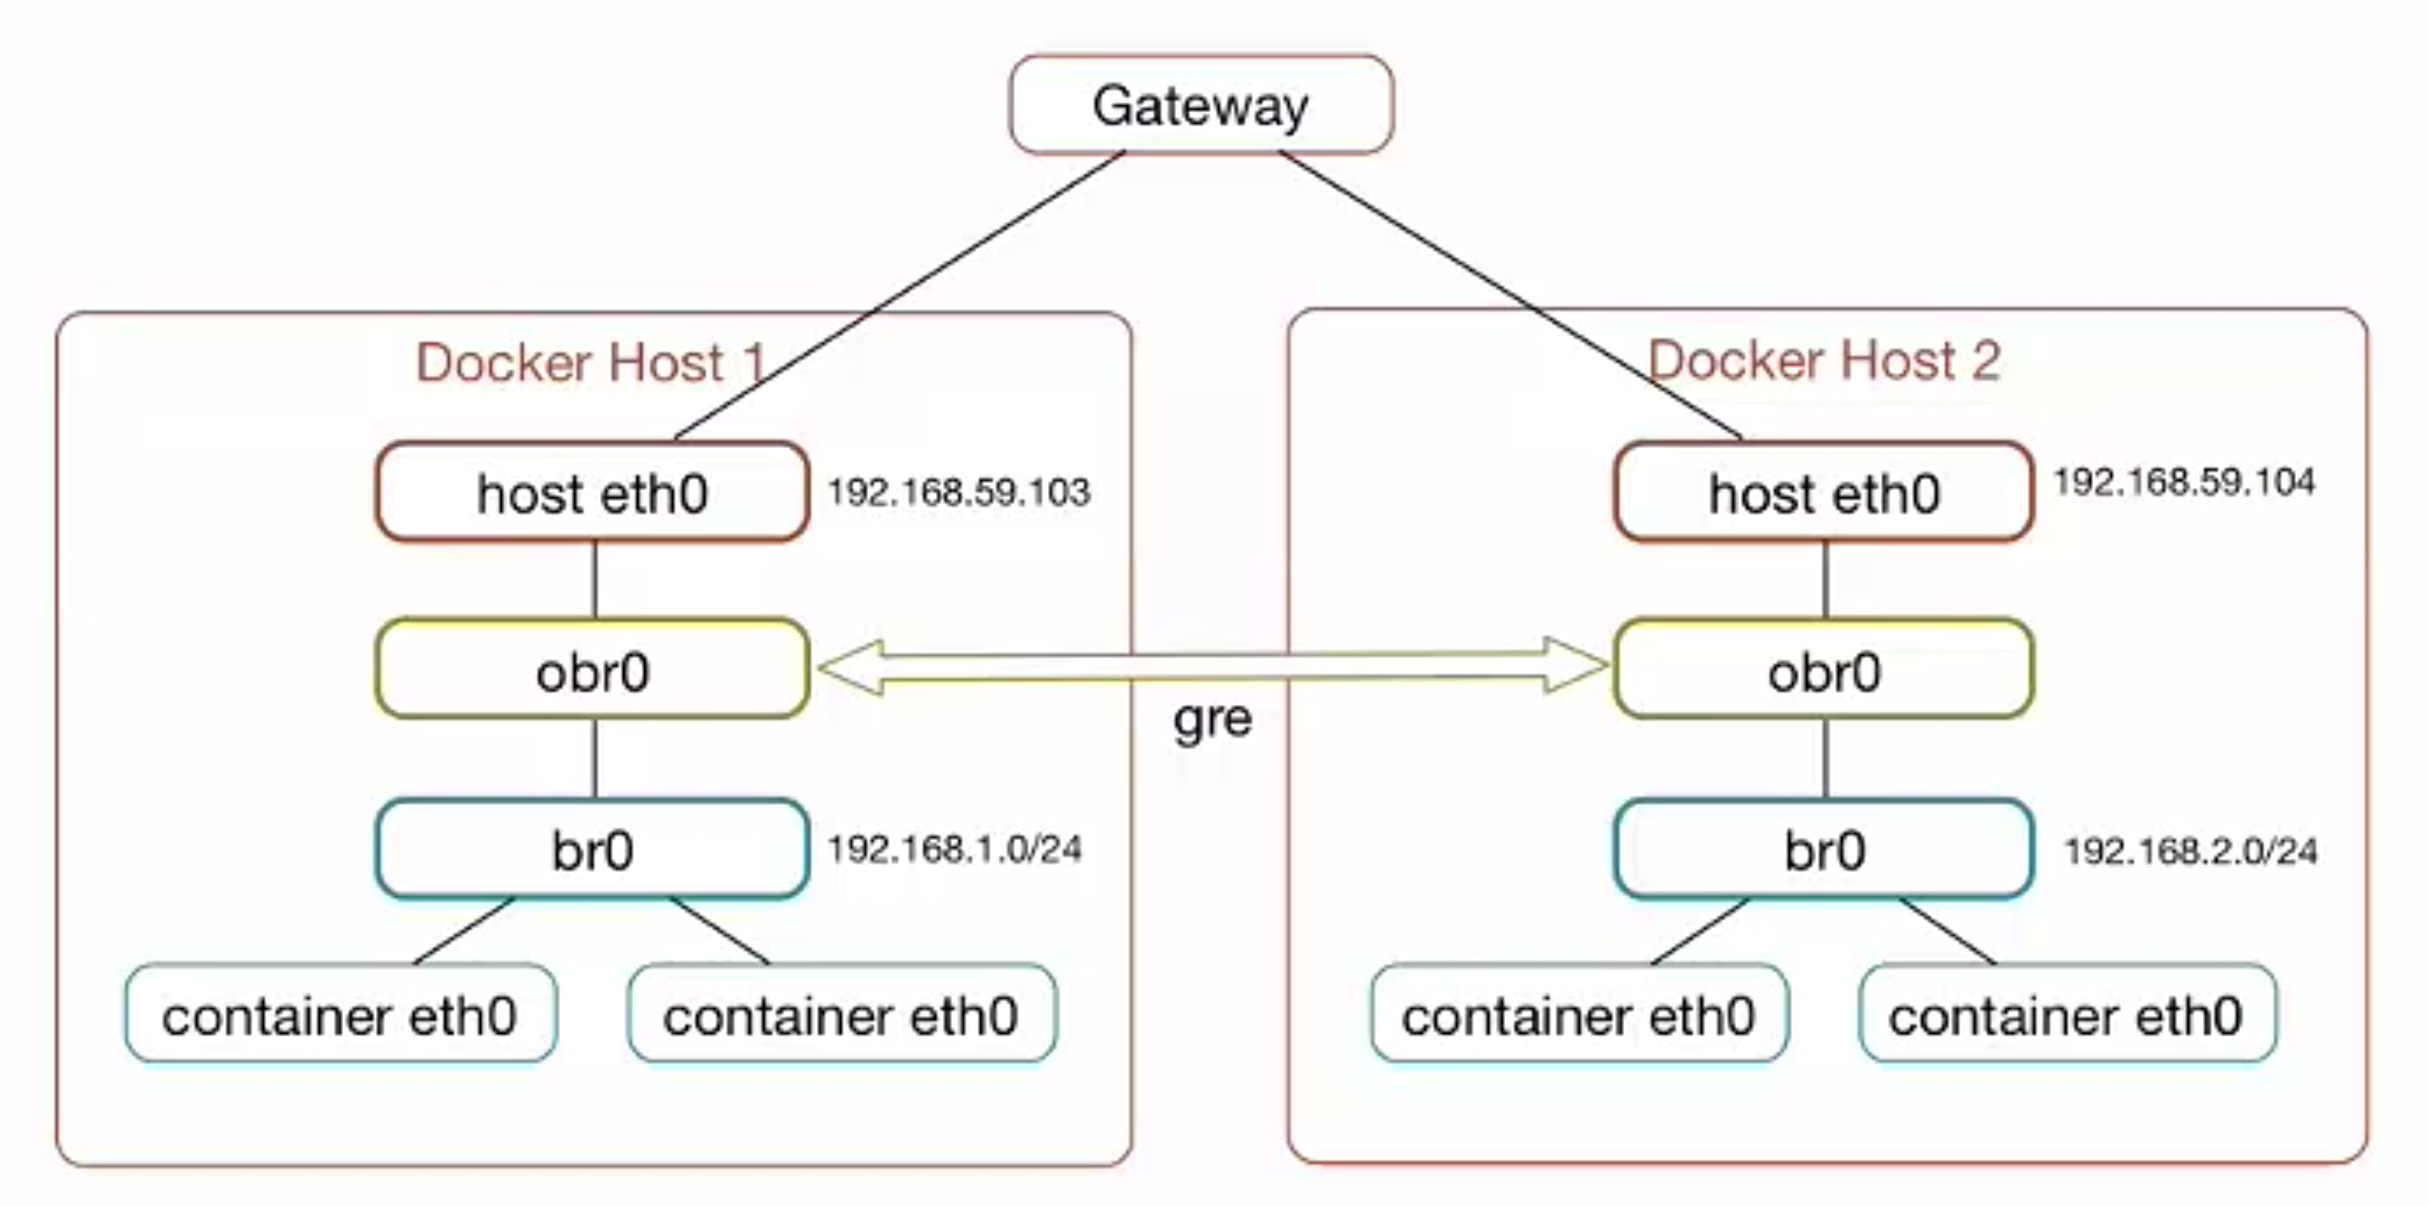 Gateway
Docker Host 1
Docker Host 2
host eth0
192.168.59.103
host eth0
192.168.59.104
obr0
obr0
gre
br0
192.168.1.0/24
br0
192.168.2.0/24
container eth0
container eth0
container eth0
container eth0